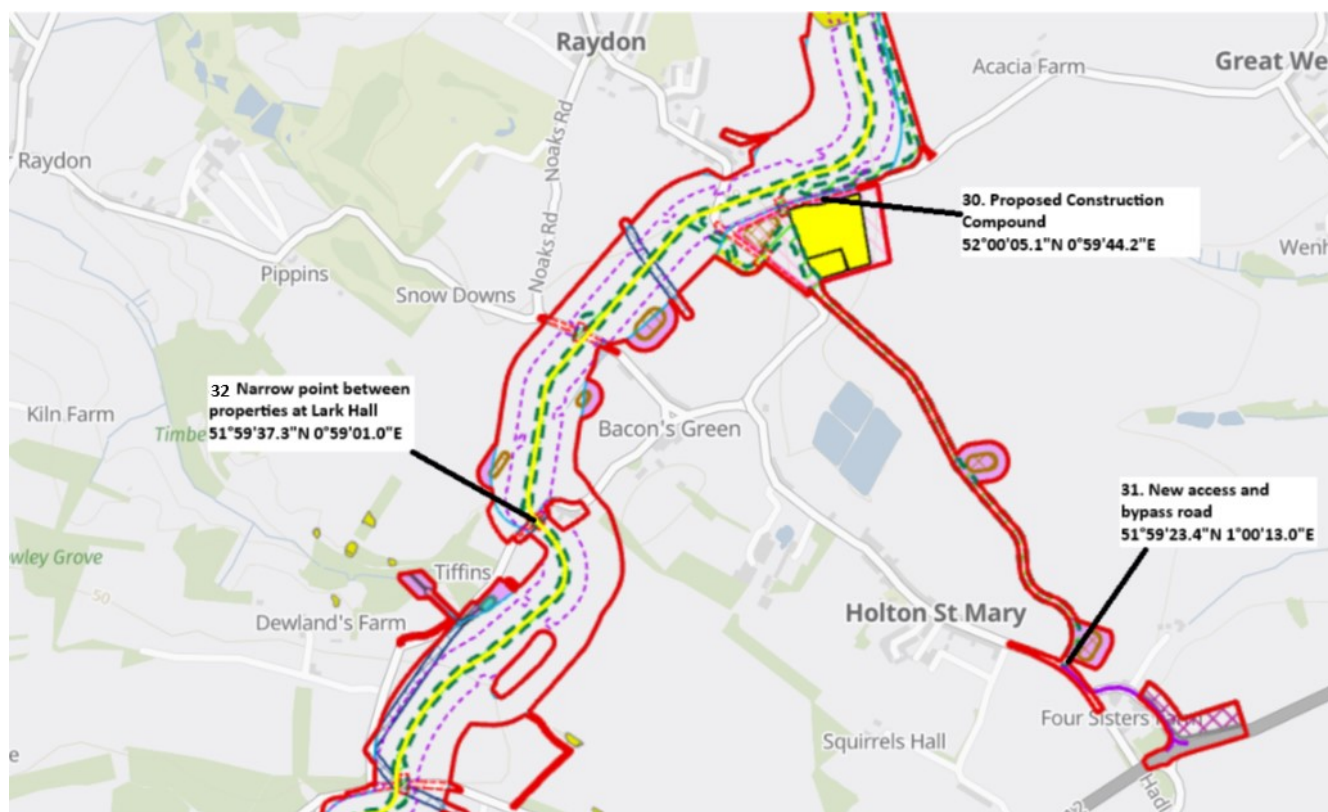 Raydon
Acacia Farm
Great We
Noaks Rd
Raydon
30. Proposed Construction
Compound
52°00'05.1"N 0°59'44.2"E
Noaks Rd
Wenh
Pippins
Snow Downs
32 Narrow point between
properties at Lark Hall
51°59'37.3"N 0°59'01.0"E
Kiln Farm
Timbe
Bacon's Green
31. New access and
bypass road
51°59'23.4"N 1°00'13.0"E
wley Grove
50
Tiffins
Dewland's Farm
Holton St Mary
Four Sisters
Squirrels Hall
Hadl